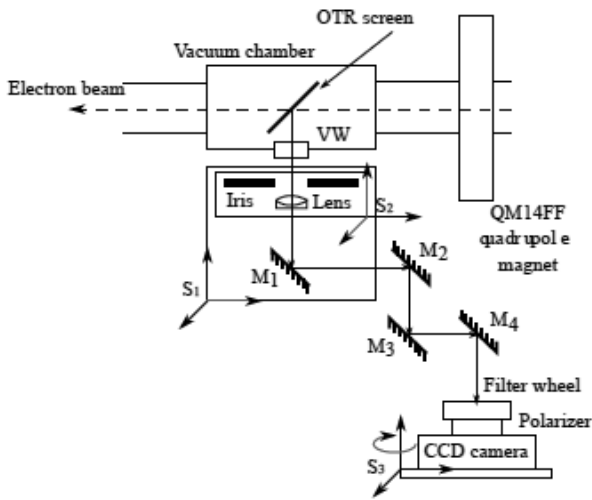 OTR screen
Vacuum chamber
Electron beam
VW
Iris
Lens
S2
QM14FF
quadrupole
magnet
M1
M2
S1
M3
M4
Filter wheel
Polarizer
CCD camera
S3